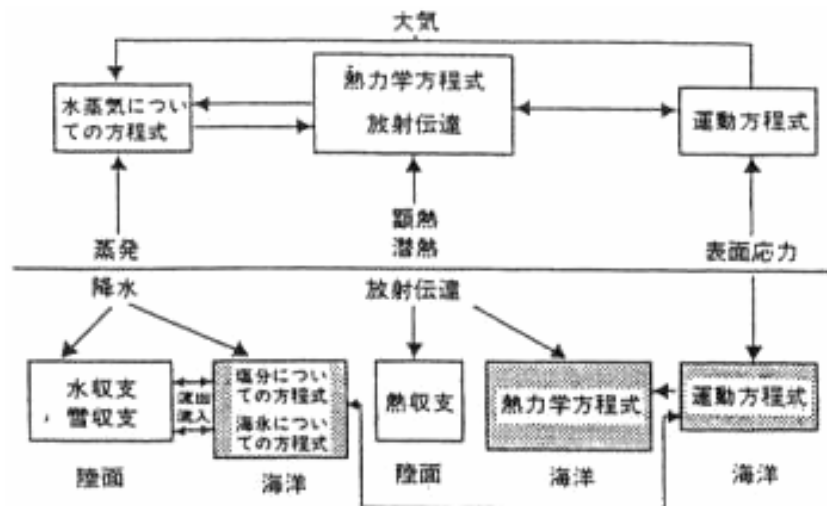 大気
水蒸気につい
ての方程式
熱力学方程式
放射伝達
運動方程式
蒸発
顕熱
潜熱
表面応力
降水
放射伝達
水収支
雪収支
流入
塩分につい
ての方程式
海氷につい
ての方程式
熱収支
熱力学方程式
運動方程式
陸面
海洋
陸面
海洋
海洋